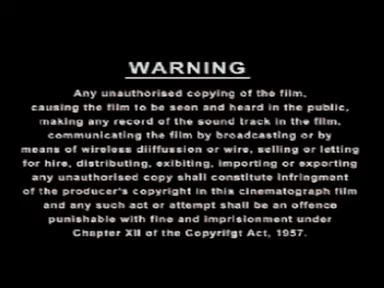 WARNING
Any unauthorised copying of the film,
causing the film to be seen and heard in the public,
making any record of the sound track in the film,
communicating the film by broadcasting or by
means of wireless diiffussion or wire, selling or letting
for hire, distributing, exibiting, importing or exporting
any unauthorised copy shall constitute infringment
of the producer's copyright in this cinematograph film
and any such act or attempt shall be an offence
punishable with fine and imprisionment under
Chapter XII of the Copyrifgt Act, 1957.